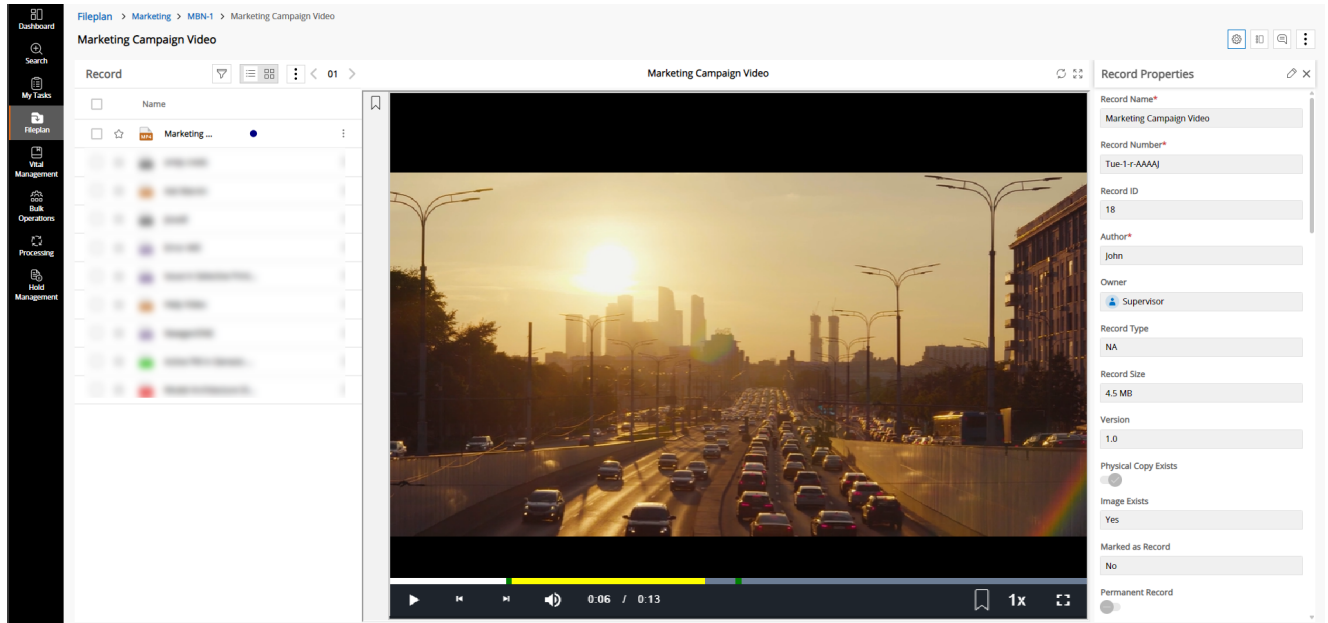 Dashboard
Search
My Tasks
Fileplan
Vital
Management
Bulk
Operations
Processing
Hold
Management
Fileplan > Marketing > MBN-1 > Marketing Campaign Video
Marketing Campaign Video
Record
01
Name
MP4
Marketing ...
Marketing Campaign Video
0:06 / 0:13
1x
Record Properties
Record Name*
Marketing Campaign Video
Record Number*
Tue-1-r-AAAAJ
Record ID
18
Author*
John
Owner
Supervisor
Record Type
NA
Record Size
4.5 MB
Version
1.0
Physical Copy Exists
Image Exists
Yes
Marked as Record
No
Permanent Record